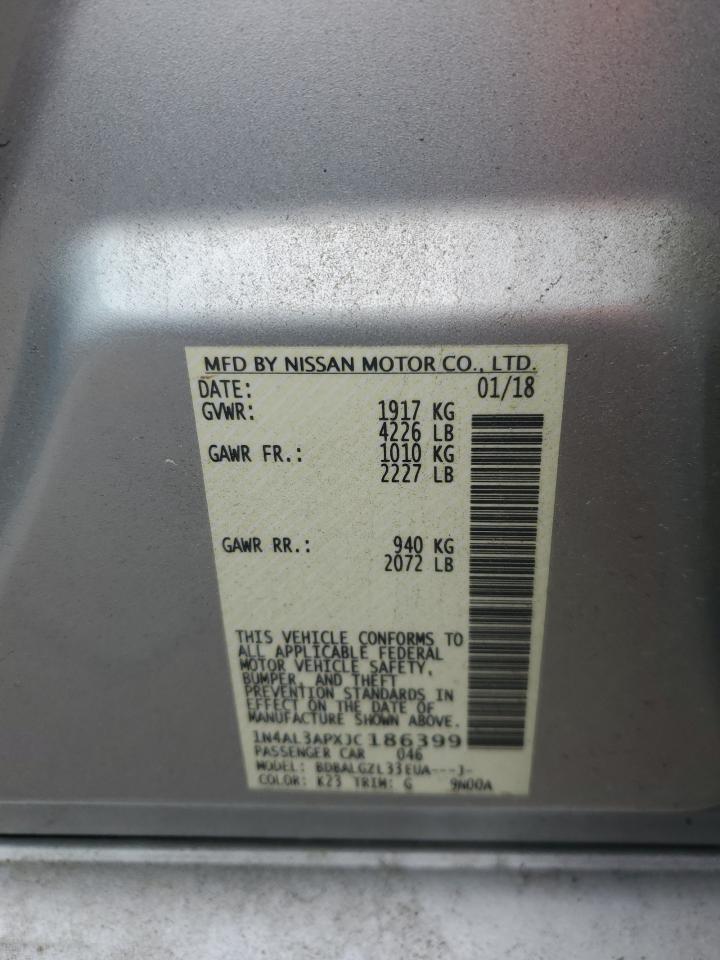 MFD BY NISSAN MOTOR CO., LTD.
DATE: 01/18
GVWR: 1917 KG
4226 LB
GAWR FR.: 1010 KG
2227 LB
GAWR RR.: 940 KG
2072 LB
THIS VEHICLE CONFORMS TO
ALL APPLICABLE FEDERAL
MOTOR VEHICLE SAFETY,
BUMPER, AND THEFT
PREVENTION STANDARDS IN
EFFECT ON THE DATE OF
MANUFACTURE SHOWN ABOVE.
1N4AL3APXJC186399
PASSENGER CAR 046
MODEL: BDBALGZL33EUA---J-
COLOR: K23 TRIM: G 9N00A